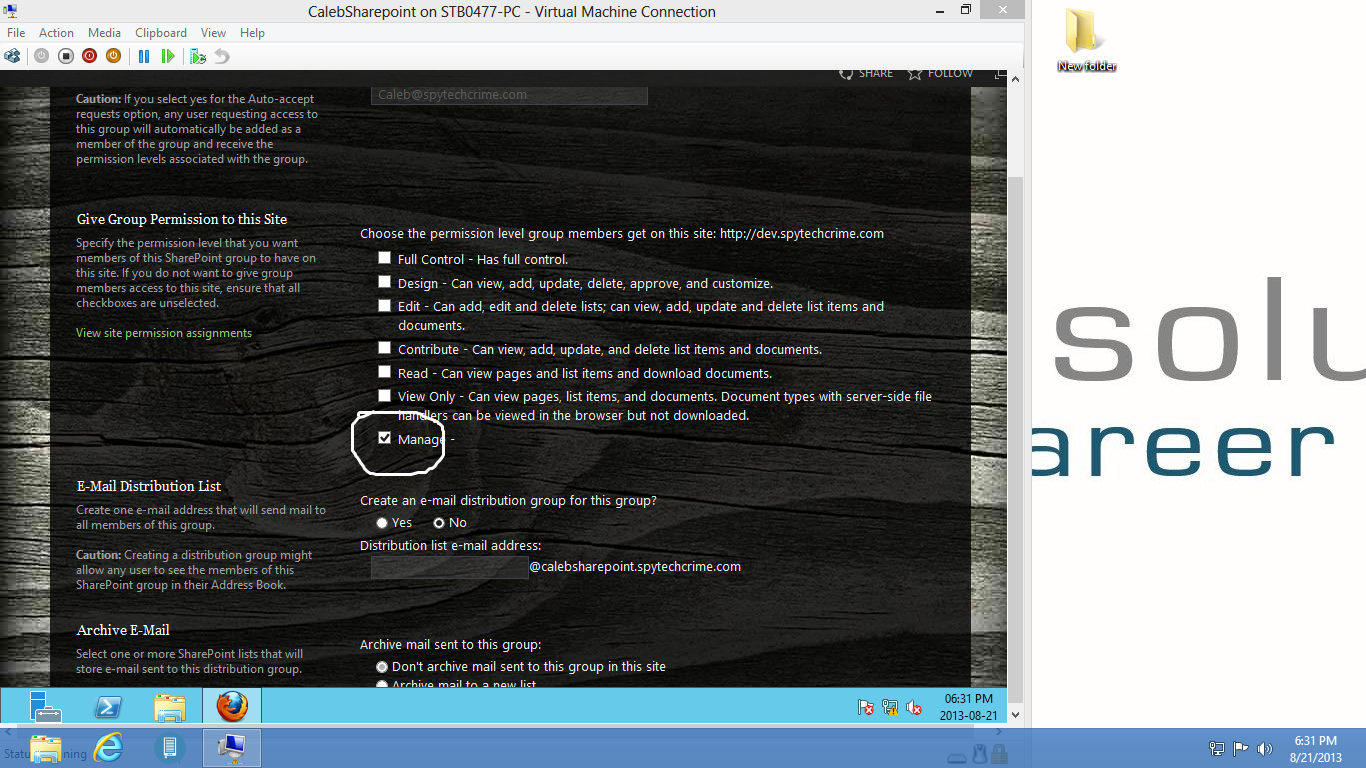 CalebSharepoint on STB0477-PC - Virtual Machine Connection
File Action Media Clipboard View Help
SHARE FOLLOW
New folder
Caleb@spytechcrime.com
Caution: If you select yes for the Auto-accept
requests option, any user requesting access to
this group will automatically be added as a
member of the group and receive the
permission levels associated with the group.
Give Group Permission to this Site
Specify the permission level that you want
members of this SharePoint group to have on
this site. If you do not want to give group
members access to this site, ensure that all
checkboxes are unselected.
View site permission assignments
Choose the permission level group members get on this site: http://dev.spytechcrime.com
Full Control - Has full control.
Design - Can view, add, update, delete, approve, and customize.
Edit - Can add, edit and delete lists; can view, add, update and delete list items and
documents.
Contribute - Can view, add, update, and delete list items and documents.
Read - Can view pages and list items and download documents.
View Only - Can view pages, list items, and documents. Document types with server-side file
handlers can be viewed in the browser but not downloaded.
Manage -
E-Mail Distribution List
Create one e-mail address that will send mail to
all members of this group.
Caution: Creating a distribution group might
allow any user to see the members of this
SharePoint group in their Address Book.
Create an e-mail distribution group for this group?
Yes No
Distribution list e-mail address:
@calebsharepoint.spytechcrime.com
Archive E-Mail
Select one or more SharePoint lists that will
store e-mail sent to this distribution group.
Archive mail sent to this group:
Don't archive mail sent to this group in this site
Archive mail to a new list
06:31 PM
2013-08-21
solu
areer
6:31 PM
8/21/2013